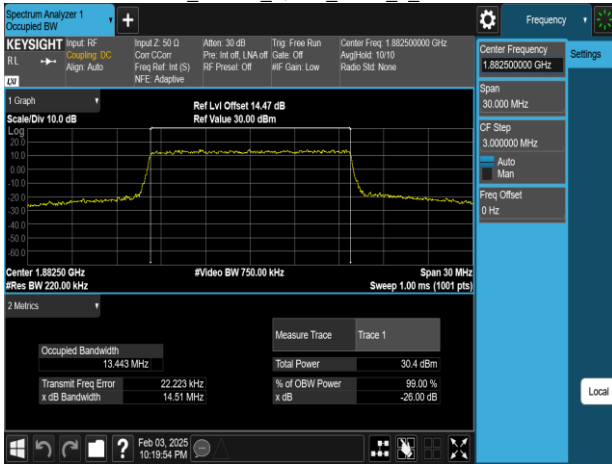 Spectrum Analyzer 1
Occupied BW
Frequency
KEYSIGHT
RL
LXI
Input: RF
Coupling: DC
Align: Auto
Input Z: 50 Ω
Corr CCorr
Freq Ref: Int (S)
NFE: Adaptive
Atten: 30 dB
Pre: Int off, LNA off
RF Presel: Off
Trig: Free Run
Gate: Off
#IF Gain: Low
Center Freq: 1.882500000 GHz
Avg|Hold: 10/10
Radio Std: None
Center Frequency
1.882500000 GHz
Settings
Span
30.000 MHz
CF Step
3.000000 MHz
Auto
Man
Freq Offset
0 Hz
Local
1 Graph
Scale/Div 10.0 dB
Ref Lvl Offset 14.47 dB
Ref Value 30.00 dBm
Log
20.0
10.0
0.00
-10.0
-20.0
-30.0
-40.0
-50.0
-60.0
Center 1.88250 GHz
#Video BW 750.00 kHz
Span 30 MHz
#Res BW 220.00 kHz
Sweep 1.00 ms (1001 pts)
2 Metrics
Measure Trace
Trace 1
Occupied Bandwidth
13.443 MHz
Total Power
30.4 dBm
Transmit Freq Error
22.223 kHz
% of OBW Power
99.00 %
x dB Bandwidth
14.51 MHz
x dB
-26.00 dB
?
Feb 03, 2025
10:19:54 PM